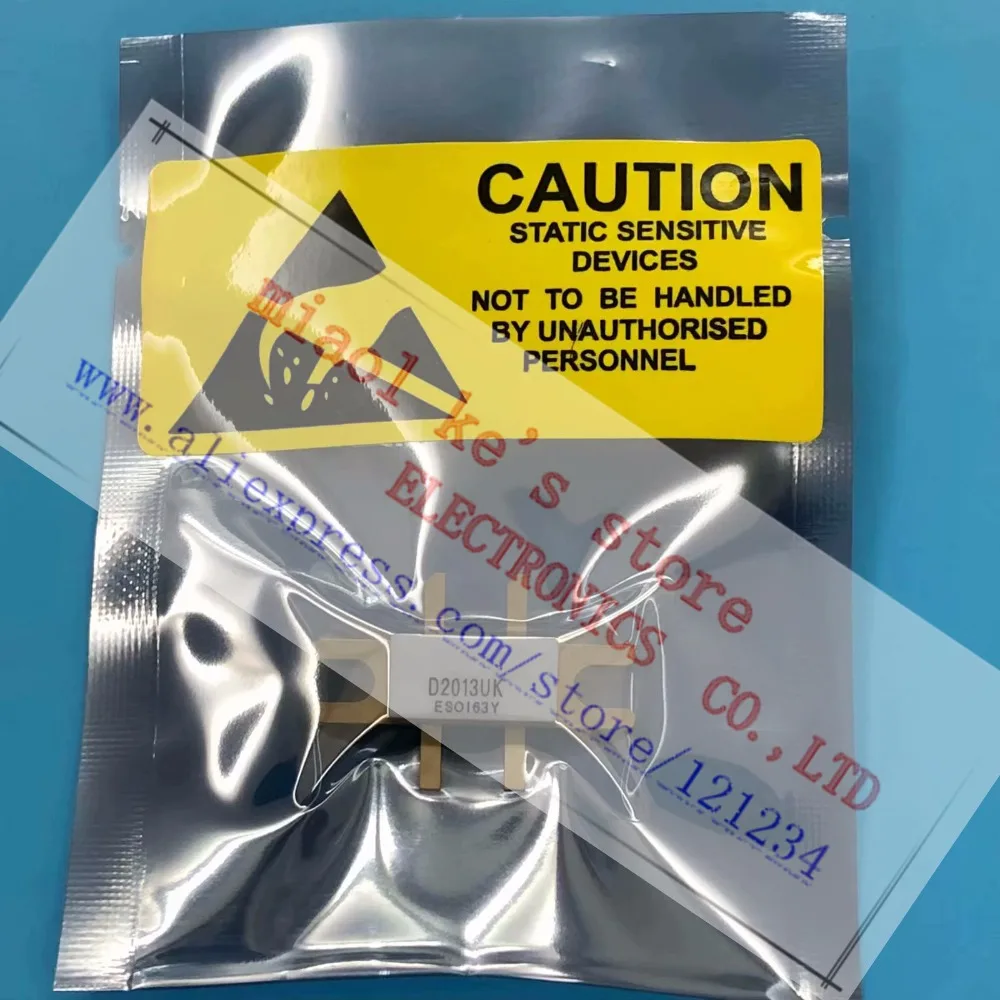 CAUTION
STATIC SENSITIVE
DEVICES
NOT TO BE HANDLED
BY UNAUTHORISED
PERSONNEL
miaol ke's store
ELECTRONICS CO.,LTD
www.aliexpress.com/store/121234
D2013UK
ESO163Y